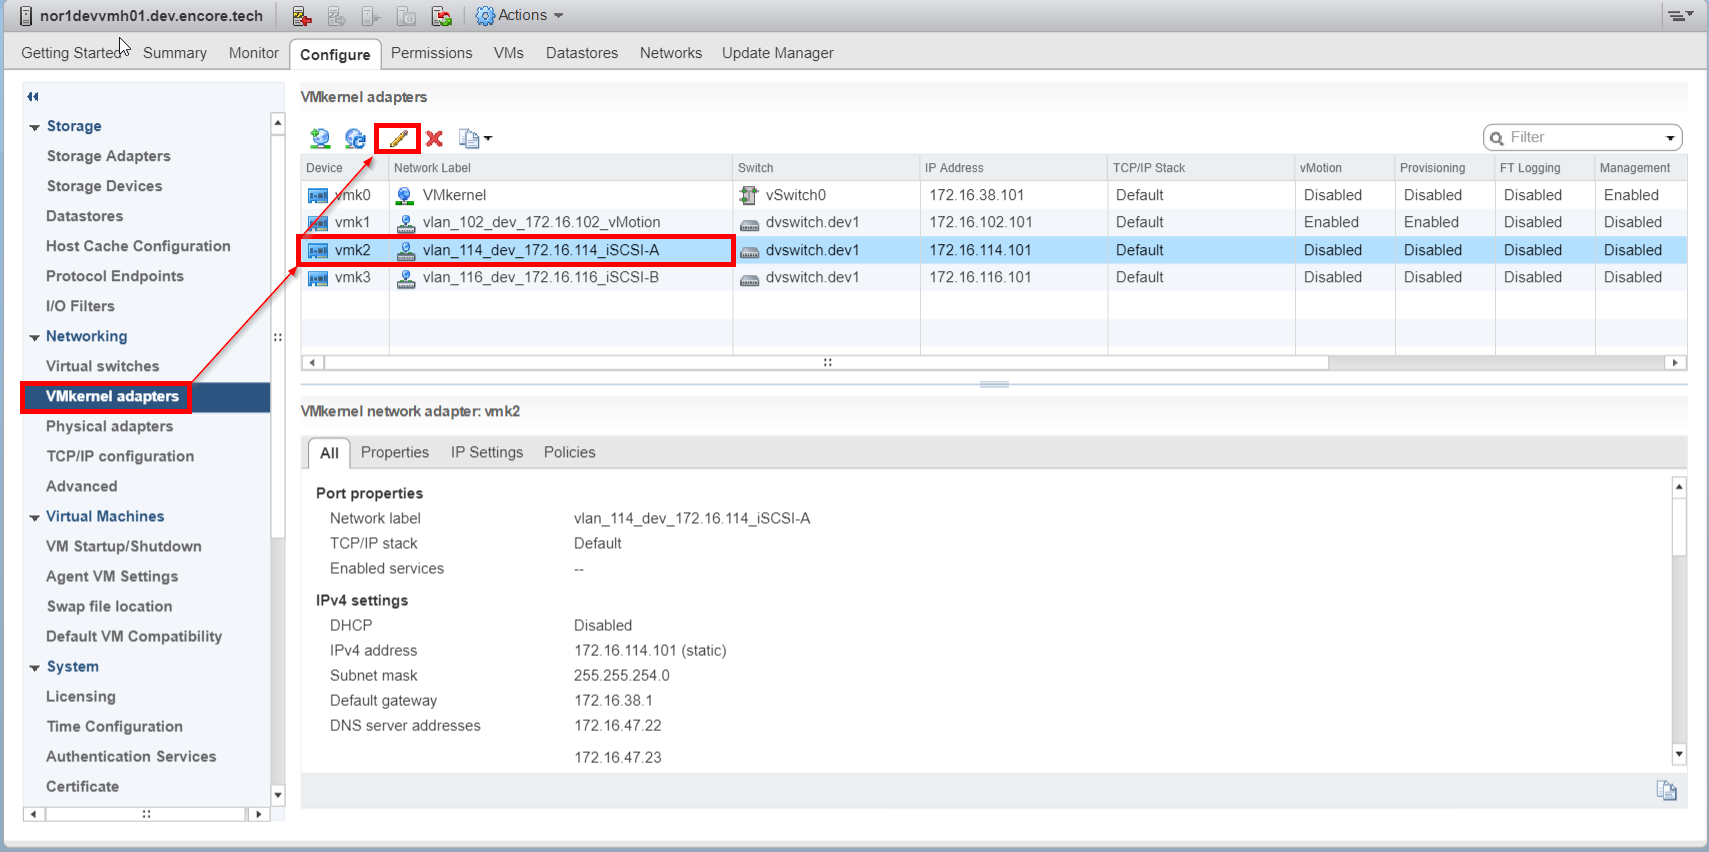 nor1devvmh01.dev.encore.tech Actions
Getting Started Summary Monitor Configure Permissions VMs Datastores Networks Update Manager
Storage
Storage Adapters
Storage Devices
Datastores
Host Cache Configuration
Protocol Endpoints
I/O Filters
Networking
Virtual switches
VMkernel adapters
Physical adapters
TCP/IP configuration
Advanced
Virtual Machines
VM Startup/Shutdown
Agent VM Settings
Swap file location
Default VM Compatibility
System
Licensing
Time Configuration
Authentication Services
Certificate
VMkernel adapters
Filter
Device Network Label Switch IP Address TCP/IP Stack vMotion Provisioning FT Logging Management
vmk0 VMkernel vSwitch0 172.16.38.101 Default Disabled Disabled Disabled Enabled
vmk1 vlan_102_dev_172.16.102_vMotion dvswitch.dev1 172.16.102.101 Default Enabled Enabled Disabled Disabled
vmk2 vlan_114_dev_172.16.114_iSCSI-A dvswitch.dev1 172.16.114.101 Default Disabled Disabled Disabled Disabled
vmk3 vlan_116_dev_172.16.116_iSCSI-B dvswitch.dev1 172.16.116.101 Default Disabled Disabled Disabled Disabled
VMkernel network adapter: vmk2
All Properties IP Settings Policies
Port properties
Network label vlan_114_dev_172.16.114_iSCSI-A
TCP/IP stack Default
Enabled services --
IPv4 settings
DHCP Disabled
IPv4 address 172.16.114.101 (static)
Subnet mask 255.255.254.0
Default gateway 172.16.38.1
DNS server addresses 172.16.47.22
172.16.47.23